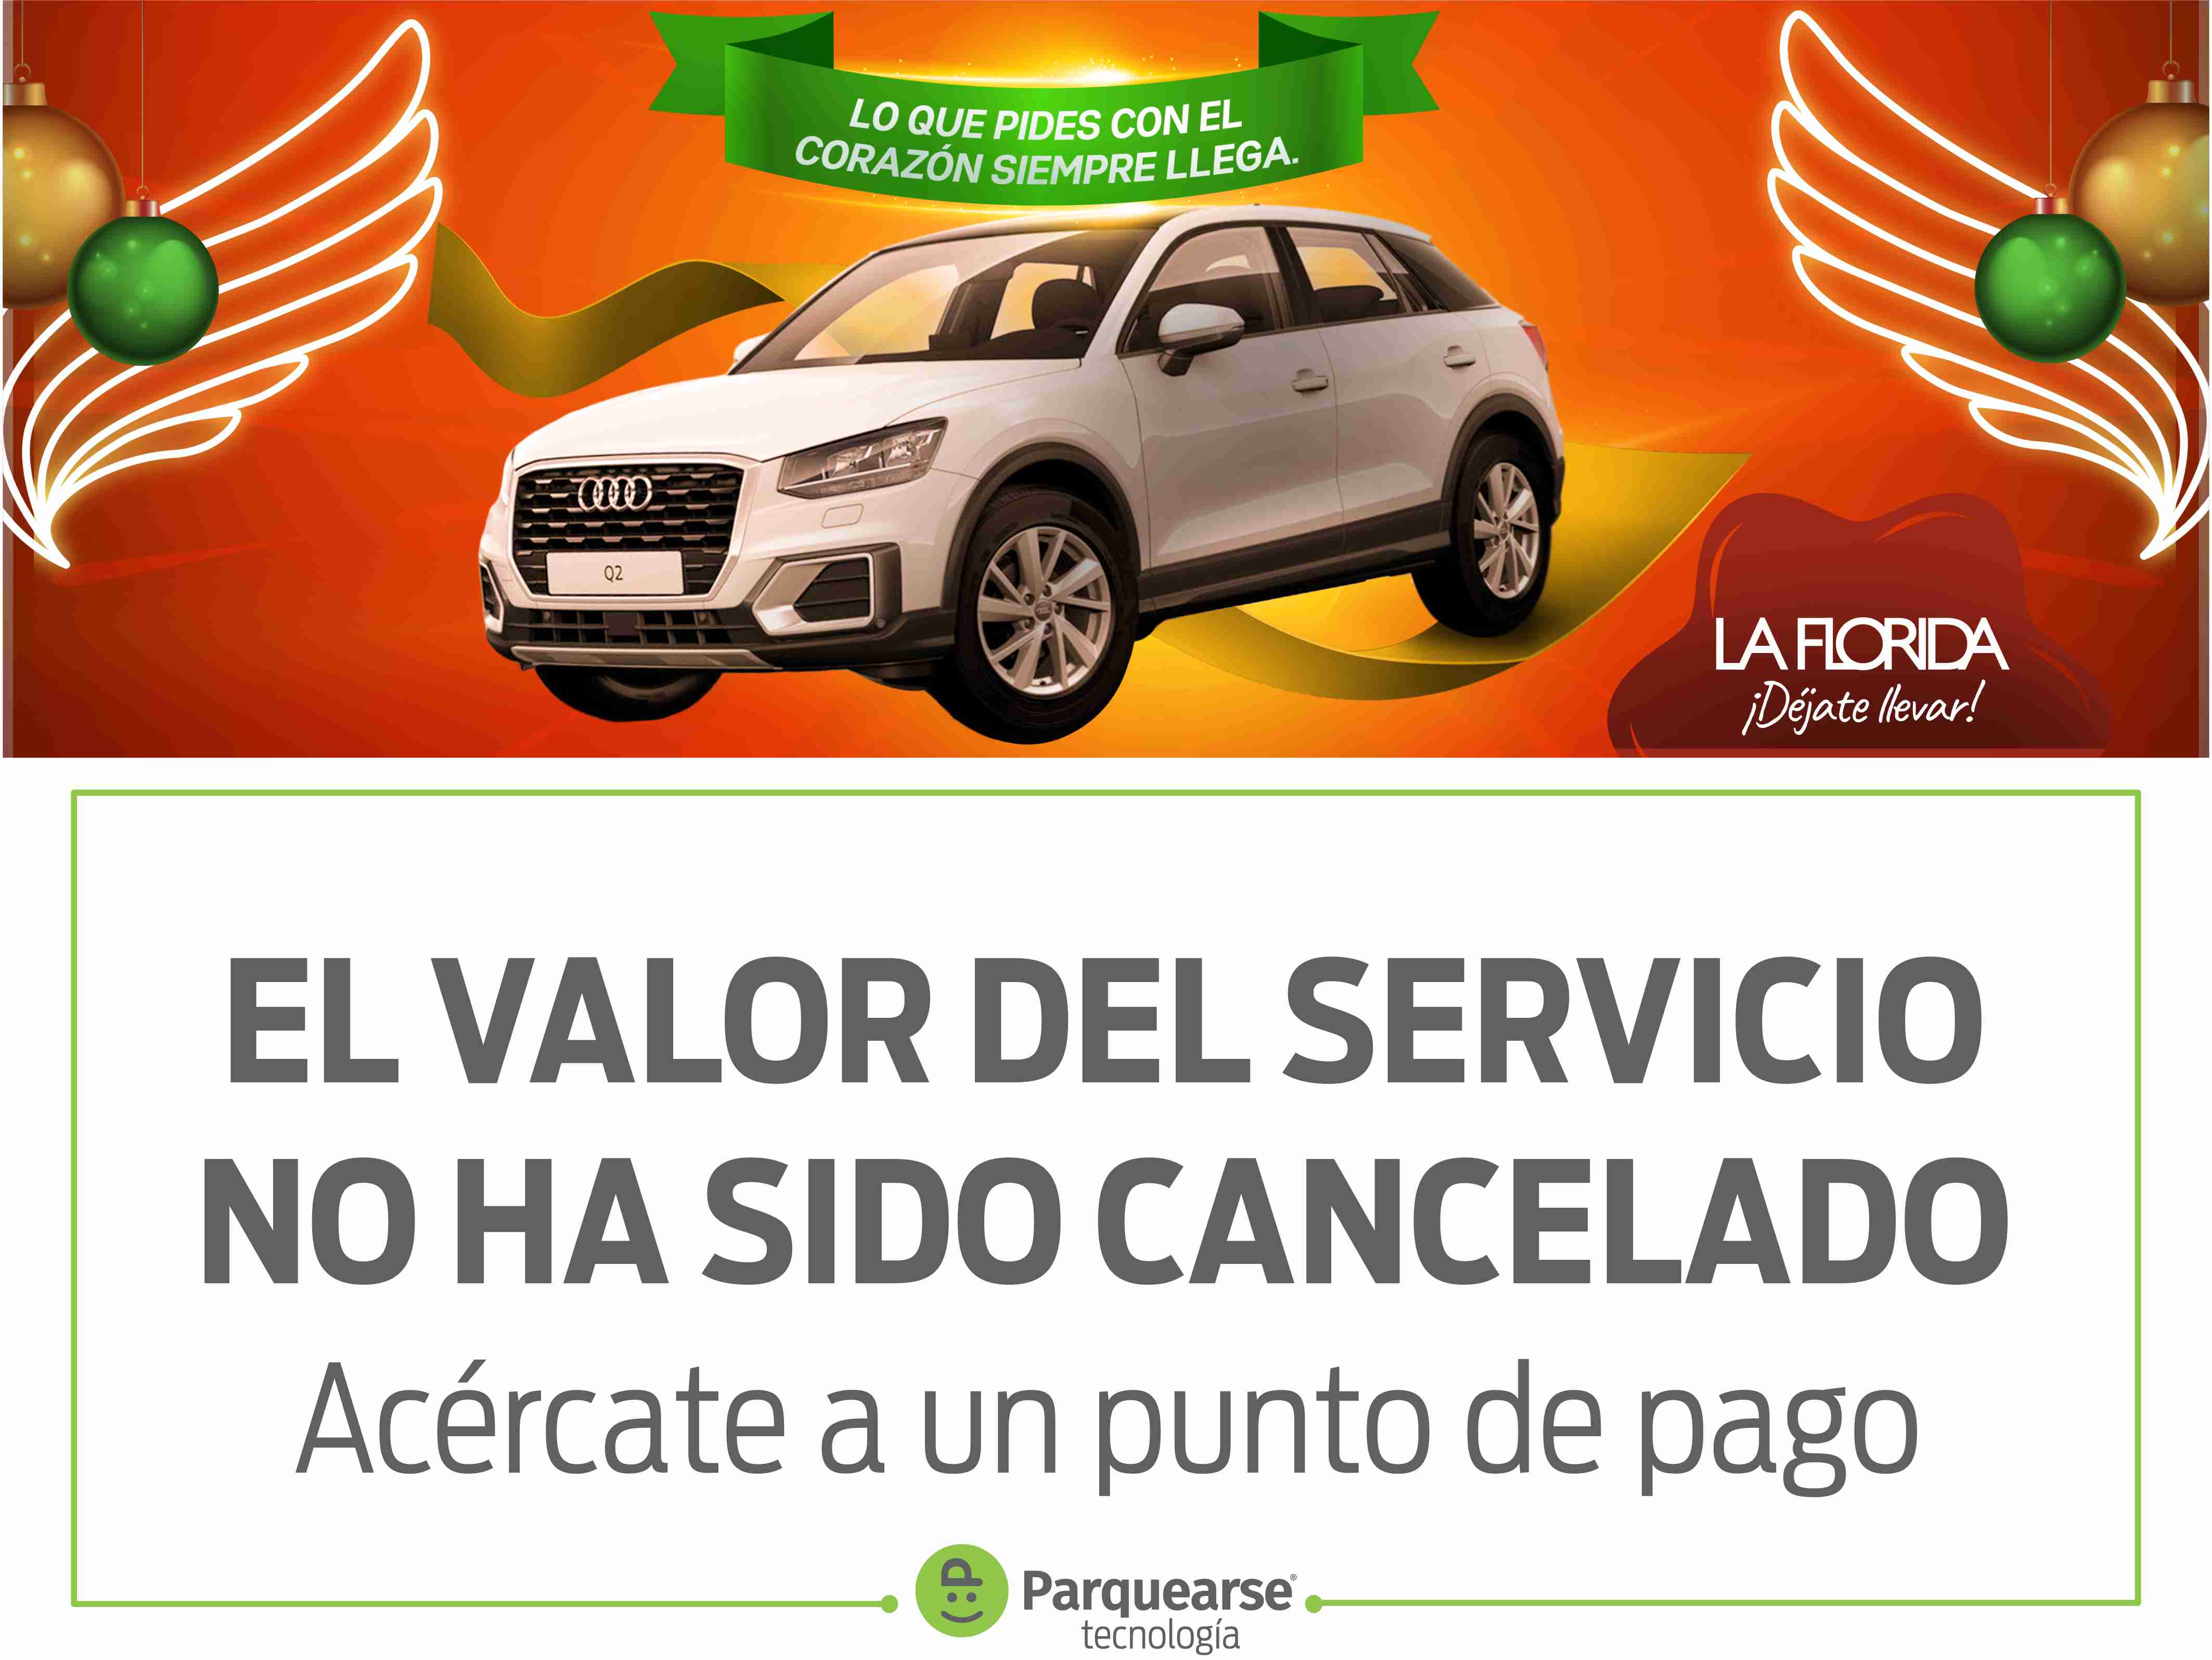 LO QUE PIDES CON EL
CORAZÓN SIEMPRE LLEGA.
Q2
LA FLORIDA
¡Déjate llevar!
EL VALOR DEL SERVICIO
NO HA SIDO CANCELADO
Acércate a un punto de pago
Parquearse®
tecnología